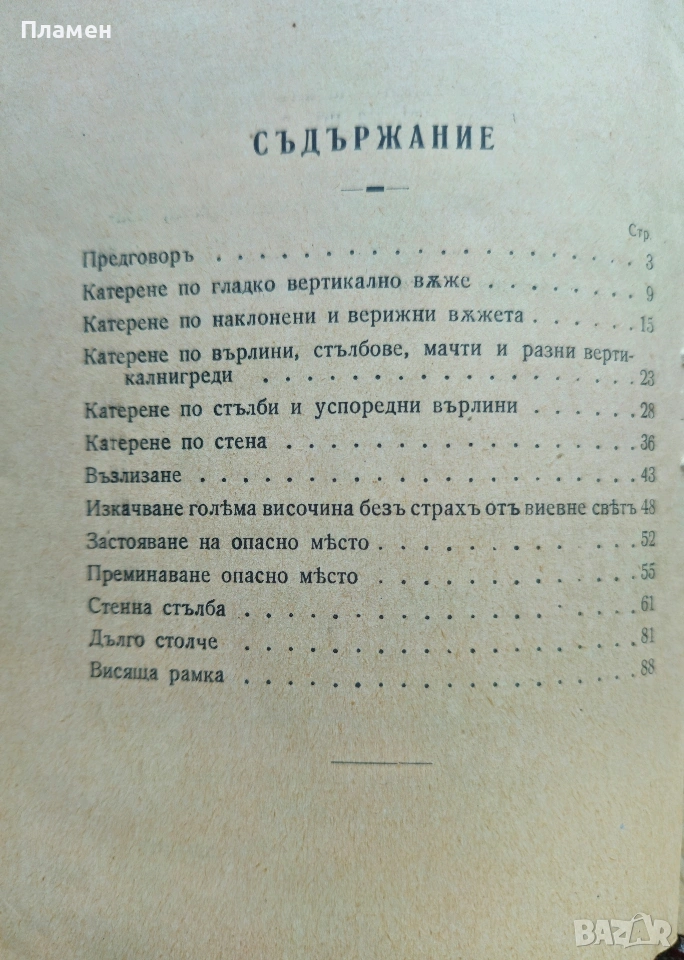 Пламен
СЪДЪРЖАНИЕ
Стр.
Предговоръ . . . . . . . . . . . . . . . . 3
Катерене по гладко вертикално вѫже . . . . . . . 9
Катерене по наклонени и верижни вѫжета . . . . . 15
Катерене по върлини, стълбове, мачти и разни верти-
калнигреди . . . . . . . . . . . . . . 23
Катерене по стълби и успоредни върлини . . . . . 28
Катерене по стена . . . . . . . . . . . . . 36
Възлизане . . . . . . . . . . . . . . . . 43
Изкачване голѣма височина безъ страхъ отъ виевне свѣтъ 48
Застояване на опасно мѣсто . . . . . . . . . . 52
Преминаване опасно мѣсто . . . . . . . . . . 55
Стенна стълба . . . . . . . . . . . . . . . 61
Дълго столче . . . . . . . . . . . . . . . 81
Висяща рамка . . . . . . . . . . . . . . . 88
BAZAR